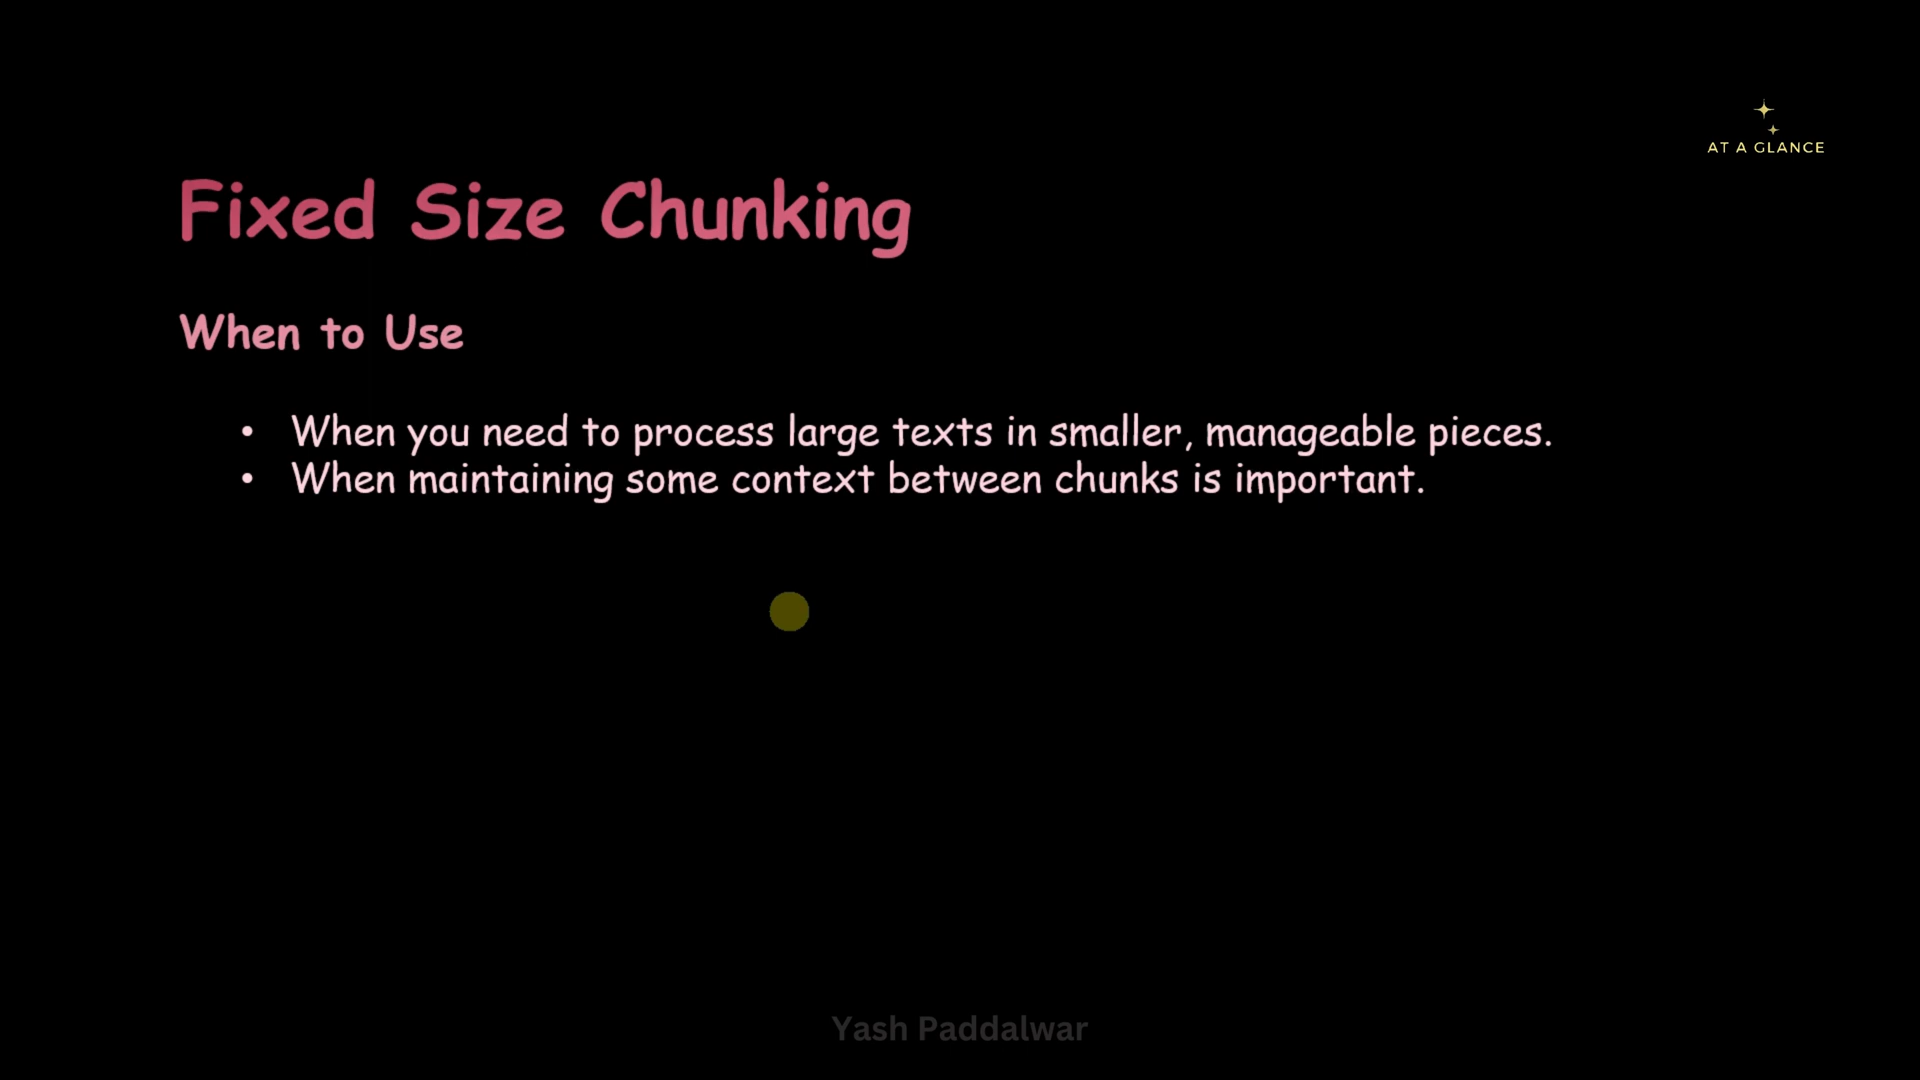 AT A GLANCE
Fixed Size Chunking
When to Use
• When you need to process large texts in smaller, manageable pieces.
• When maintaining some context between chunks is important.
Yash Paddalwar